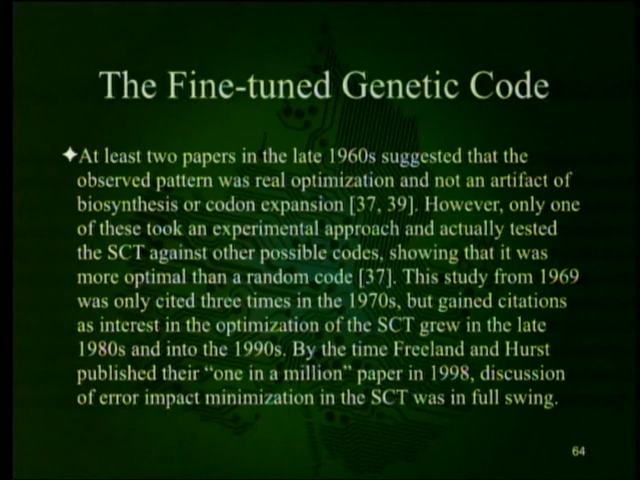 The Fine-tuned Genetic Code
✦At least two papers in the late 1960s suggested that the
observed pattern was real optimization and not an artifact of
biosynthesis or codon expansion [37, 39]. However, only one
of these took an experimental approach and actually tested
the SCT against other possible codes, showing that it was
more optimal than a random code [37]. This study from 1969
was only cited three times in the 1970s, but gained citations
as interest in the optimization of the SCT grew in the late
1980s and into the 1990s. By the time Freeland and Hurst
published their “one in a million” paper in 1998, discussion
of error impact minimization in the SCT was in full swing.
64